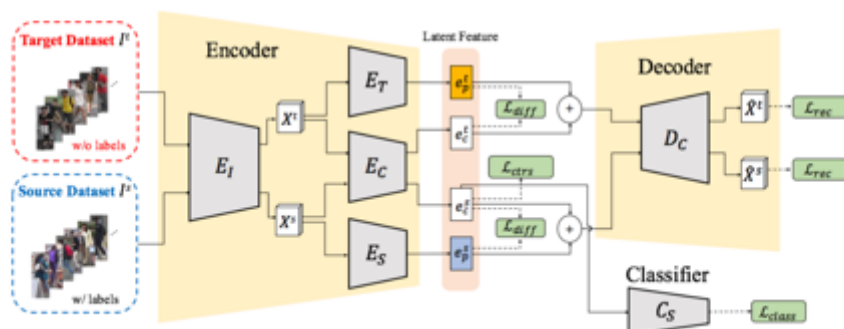 Target Dataset I^t
w/o labels
Source Dataset I^s
w/ labels
Encoder
E_I
X^t
X^s
E_T
E_C
E_S
Latent Feature
e_p^t
e_c^t
e_c^s
e_p^s
ℒ_diff
ℒ_ctrs
ℒ_diff
+
+
Decoder
D_C
X̂^t
X̂^s
ℒ_rec
ℒ_rec
Classifier
C_S
ℒ_class